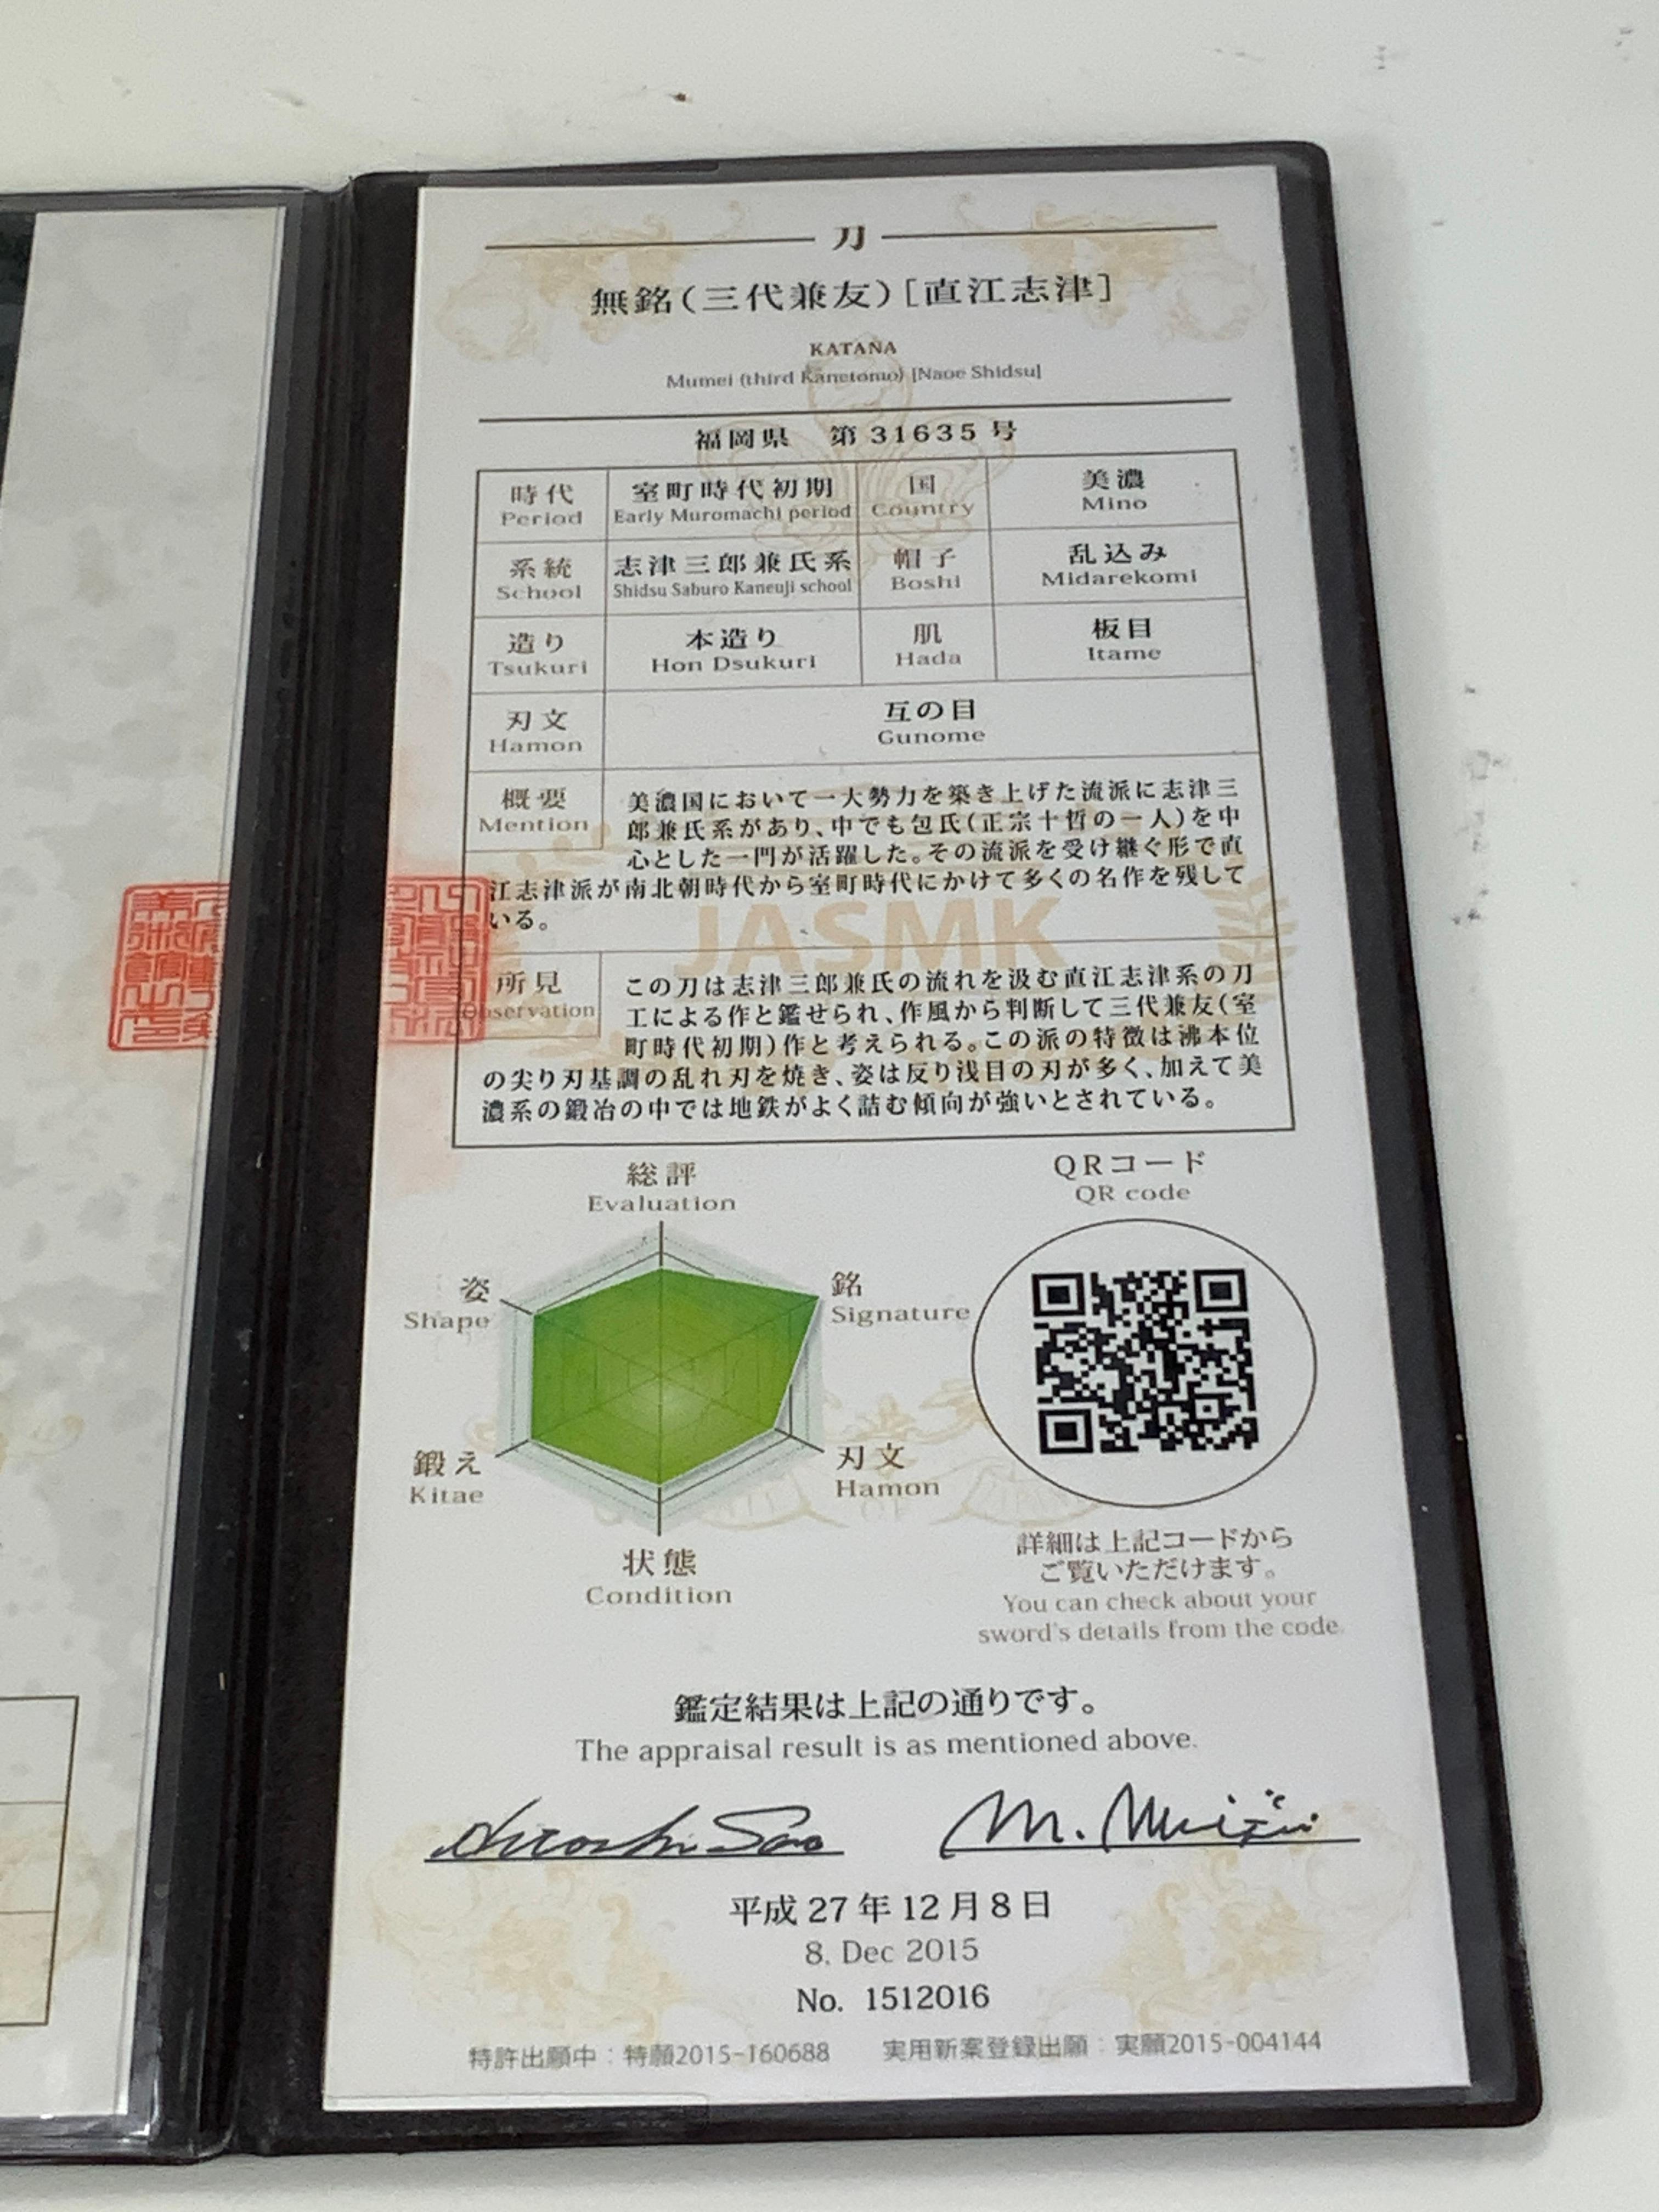 刀
無銘(三代兼友)[直江志津]
KATANA
Mumei (third Kanetomo) [Naoe Shidsu]
福岡県 第 31635 号
時代 室町時代初期 国 美濃
Period Early Muromachi period Country Mino
系統 志津三郎兼氏系 帽子 乱込み
School Shidsu Saburo Kaneuji school Boshi Midarekomi
造り 本造り 肌 板目
Tsukuri Hon Dsukuri Hada Itame
刃文 互の目
Hamon Gunome
概要
Mention
美濃国において一大勢力を築き上げた流派に志津三
郎兼氏系があり、中でも包氏(正宗十哲の一人)を中
心とした一門が活躍した。その流派を受け継ぐ形で直
江志津派が南北朝時代から室町時代にかけて多くの名作を残して
いる。
JASMK
所見
Observation
この刀は志津三郎兼氏の流れを汲む直江志津系の刀
工による作と鑑せられ、作風から判断して三代兼友(室
町時代初期)作と考えられる。この派の特徴は沸本位
の尖り刃基調の乱れ刃を焼き、姿は反り浅目の刃が多く、加えて美
濃系の鍛冶の中では地鉄がよく詰む傾向が強いとされている。
総評
Evaluation
銘
Signature
刃文
Hamon
状態
Condition
鍛え
Kitae
姿
Shape
QRコード
QR code
詳細は上記コードから
ご覧いただけます。
You can check about your
sword's details from the code.
鑑定結果は上記の通りです。
The appraisal result is as mentioned above.
平成 27 年 12 月 8 日
8. Dec 2015
No. 1512016
特許出願中：特願2015-160688 実用新案登録出願：実願2015-004144